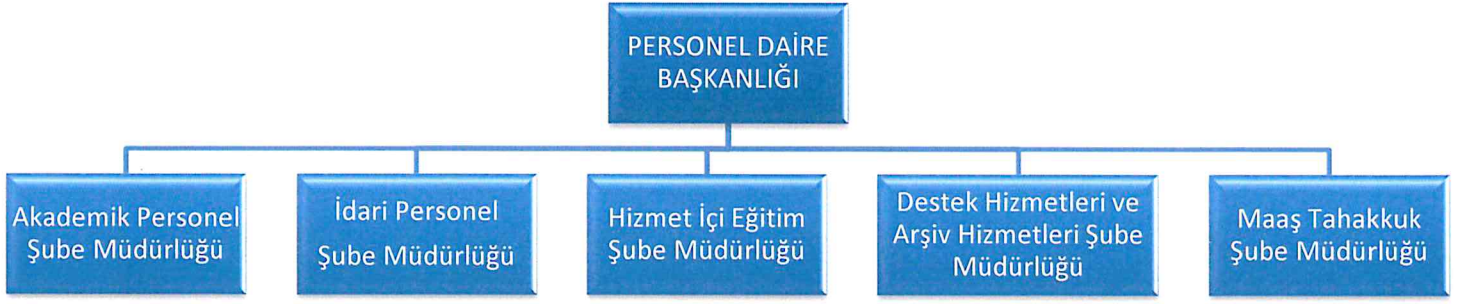 PERSONEL DAİRE
BAŞKANLIĞI
Akademik Personel
Şube Müdürlüğü
İdari Personel
Şube Müdürlüğü
Hizmet İçi Eğitim
Şube Müdürlüğü
Destek Hizmetleri ve
Arşiv Hizmetleri Şube
Müdürlüğü
Maaş Tahakkuk
Şube Müdürlüğü